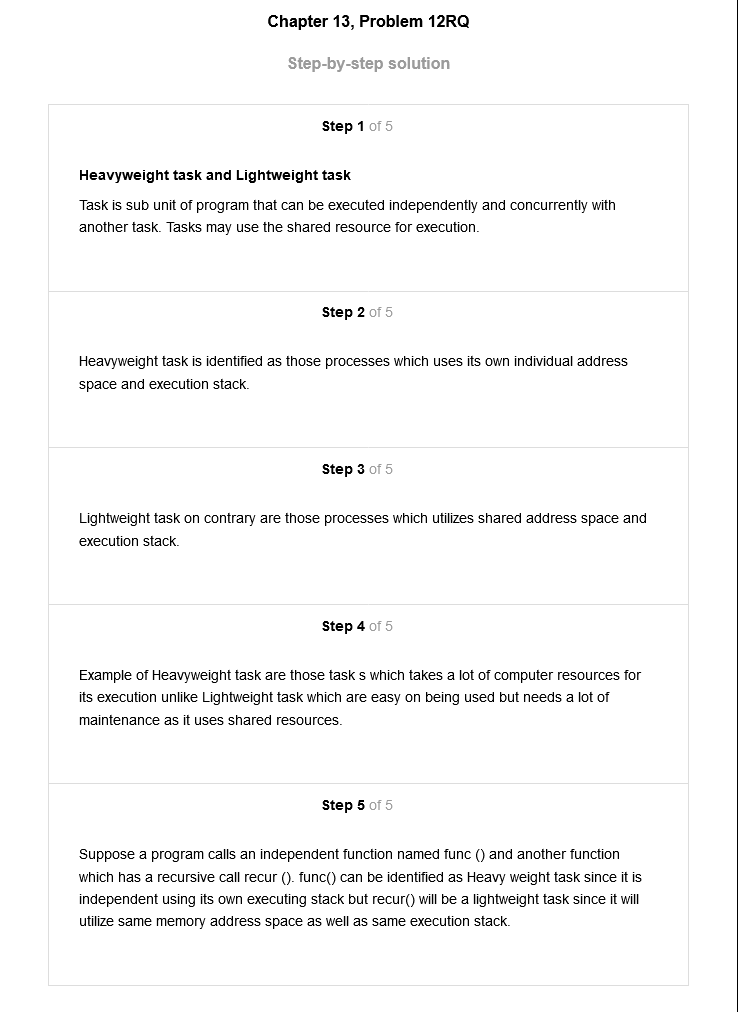 Chapter 13, Problem 12RQ
Step-by-step solution
Step 1 of 5
Heavyweight task and Lightweight task
Task is sub unit of program that can be executed independently and concurrently with
another task. Tasks may use the shared resource for execution.
Step 2 of 5
Heavyweight task is identified as those processes which uses its own individual address
space and execution stack.
Step 3 of 5
Lightweight task on contrary are those processes which utilizes shared address space and
execution stack.
Step 4 of 5
Example of Heavyweight task are those task s which takes a lot of computer resources for
its execution unlike Lightweight task which are easy on being used but needs a lot of
maintenance as it uses shared resources.
Step 5 of 5
Suppose a program calls an independent function named func () and another function
which has a recursive call recur (). func() can be identified as Heavy weight task since it is
independent using its own executing stack but recur() will be a lightweight task since it will
utilize same memory address space as well as same execution stack.